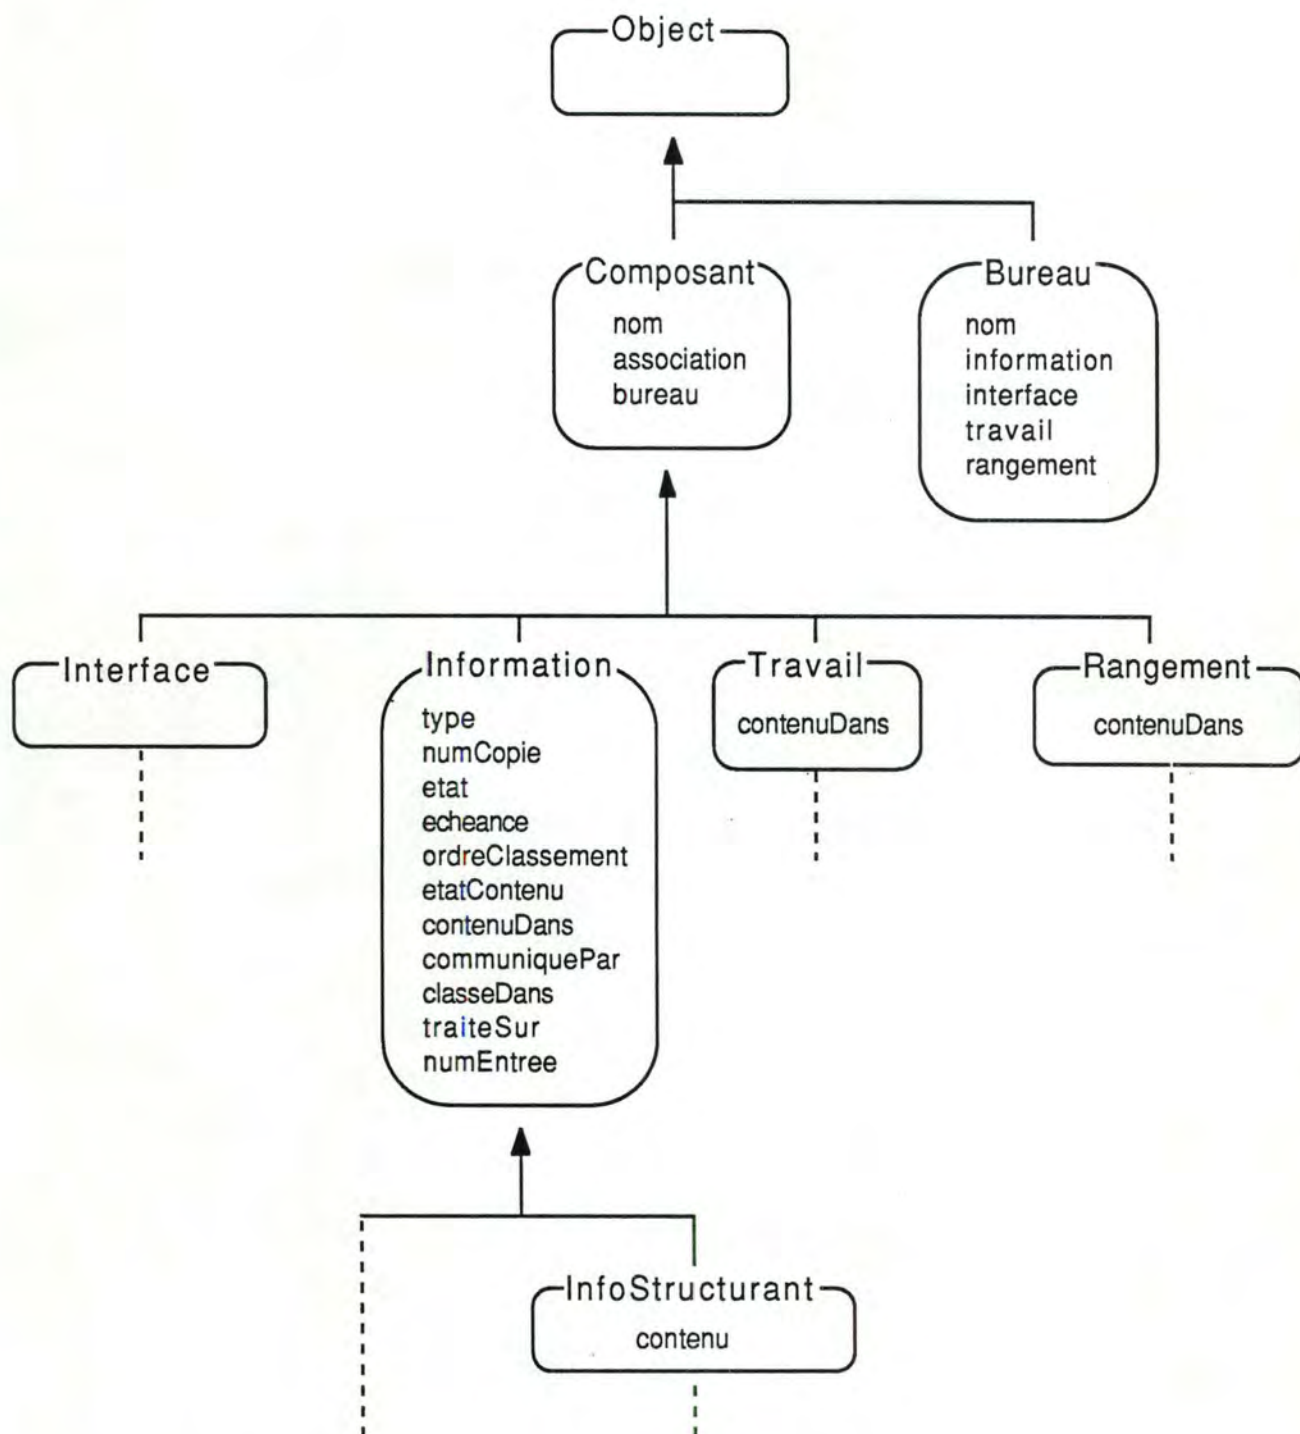 Object
Composant
nom
association
bureau
Bureau
nom
information
interface
travail
rangement
Interface
Information
type
numCopie
etat
echeance
ordreClassement
etatContenu
contenuDans
communiquePar
classeDans
traiteSur
numEntree
Travail
contenuDans
Rangement
contenuDans
InfoStructurant
contenu